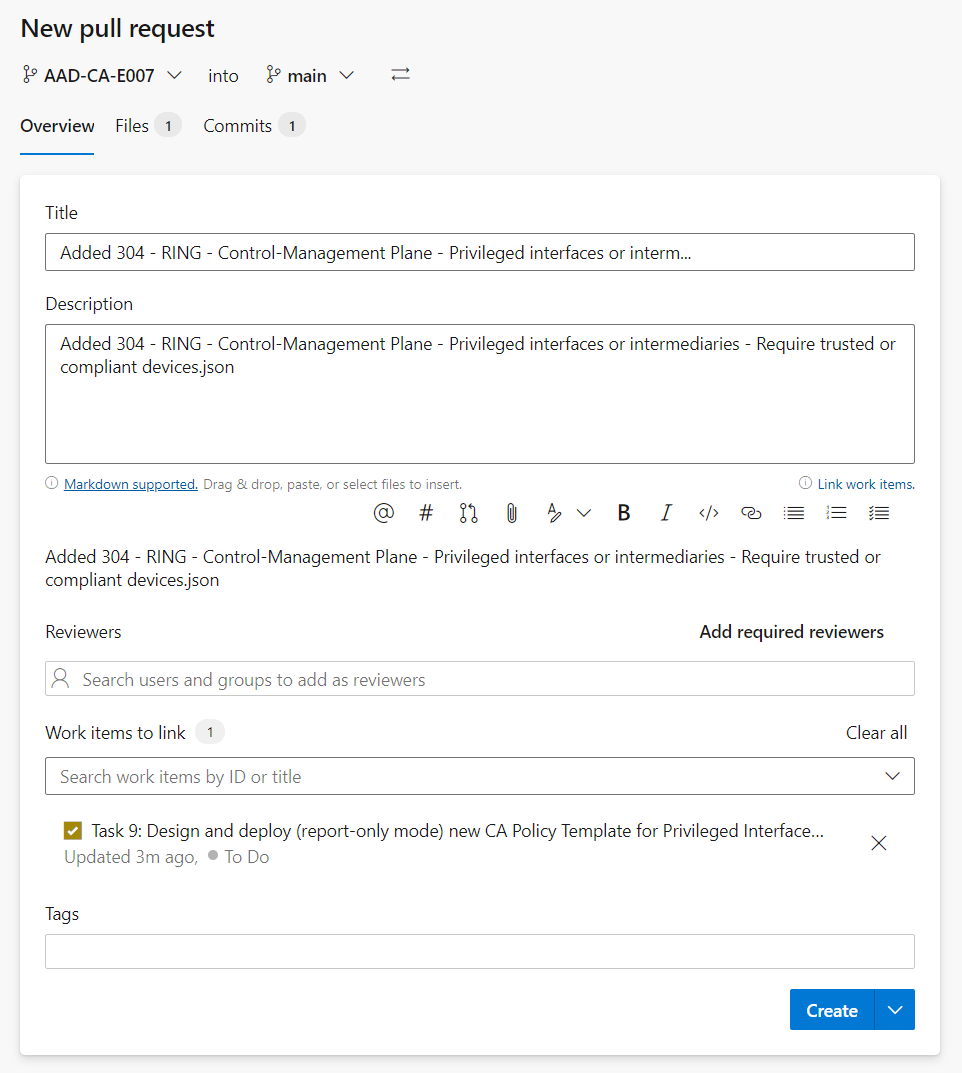 New pull request
AAD-CA-E007 into main
Overview Files 1 Commits 1
Title
Added 304 - RING - Control-Management Plane - Privileged interfaces or interm...
Description
Added 304 - RING - Control-Management Plane - Privileged interfaces or intermediaries - Require trusted or
compliant devices.json
Markdown supported. Drag & drop, paste, or select files to insert. Link work items.
@ # B I </>
Added 304 - RING - Control-Management Plane - Privileged interfaces or intermediaries - Require trusted or
compliant devices.json
Reviewers Add required reviewers
Search users and groups to add as reviewers
Work items to link 1 Clear all
Search work items by ID or title
Task 9: Design and deploy (report-only mode) new CA Policy Template for Privileged Interface...
Updated 3m ago, To Do
Tags
Create